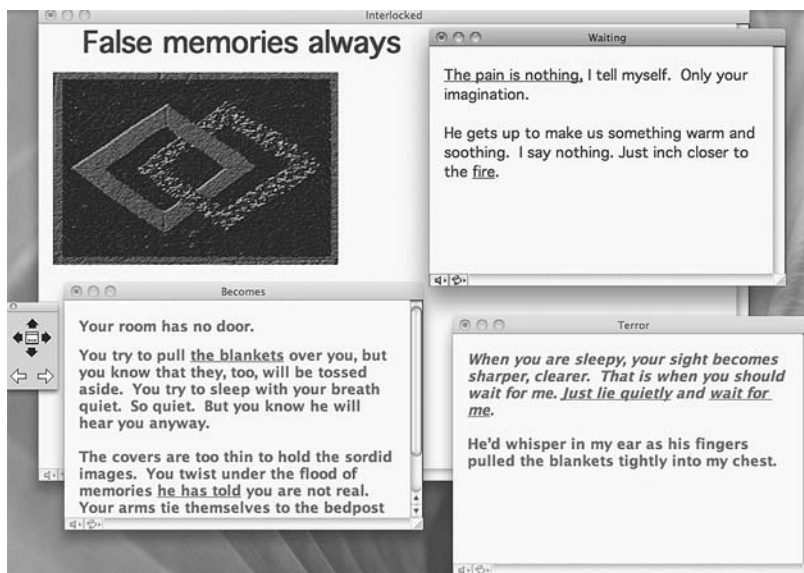 Interlocked
False memories always
Waiting
The pain is nothing, I tell myself.  Only your
imagination.
He gets up to make us something warm and
soothing.  I say nothing. Just inch closer to
the fire.
Becomes
Your room has no door.
You try to pull the blankets over you, but
you know that they, too, will be tossed
aside.  You try to sleep with your breath
quiet.  So quiet.  But you know he will
hear you anyway.
The covers are too thin to hold the sordid
images.  You twist under the flood of
memories he has told you are not real.
Your arms tie themselves to the bedpost
Terror
When you are sleepy, your sight becomes
sharper, clearer.  That is when you should
wait for me. Just lie quietly and wait for
me.
He'd whisper in my ear as his fingers
pulled the blankets tightly into my chest.